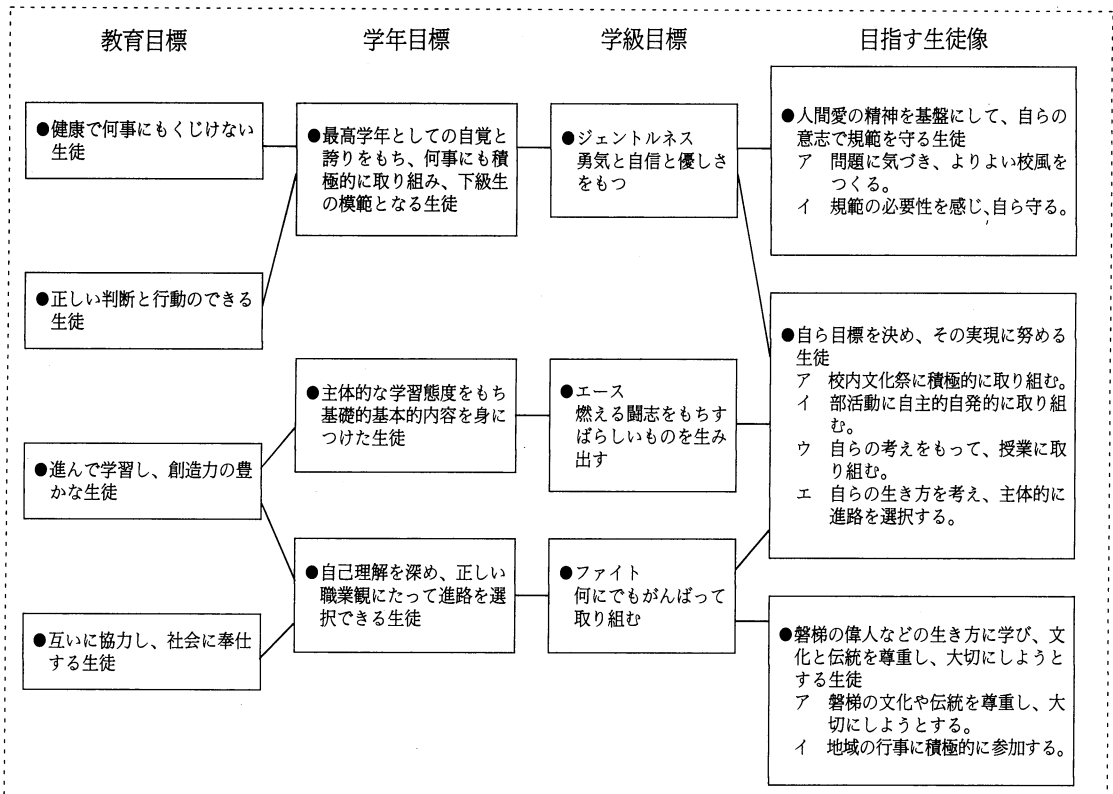 教育目標
学年目標
学級目標
目指す生徒像
●健康で何事にもくじけない
生徒
●正しい判断と行動のできる
生徒
●進んで学習し、創造力の豊
かな生徒
●互いに協力し、社会に奉仕
する生徒
●最高学年としての自覚と
誇りをもち、何事にも積
極的に取り組み、下級生
の模範となる生徒
●主体的な学習態度をもち
基礎的基本的内容を身に
つけた生徒
●自己理解を深め、正しい
職業観にたって進路を選
択できる生徒
●ジェントルネス
勇気と自信と優しさ
をもつ
●エース
燃える闘志をもちす
ばらしいものを生み
出す
●ファイト
何にでもがんばって
取り組む
●人間愛の精神を基盤にして、自らの
意志で規範を守る生徒
ア 問題に気づき、よりよい校風を
つくる。
イ 規範の必要性を感じ、自ら守る。
●自ら目標を決め、その実現に努める
生徒
ア 校内文化祭に積極的に取り組む。
イ 部活動に自主的自発的に取り組
む。
ウ 自らの考えをもって、授業に取
り組む。
エ 自らの生き方を考え、主体的に
進路を選択する。
●磐梯の偉人などの生き方に学び、文
化と伝統を尊重し、大切にしようと
する生徒
ア 磐梯の文化や伝統を尊重し、大
切にしようとする。
イ 地域の行事に積極的に参加する。